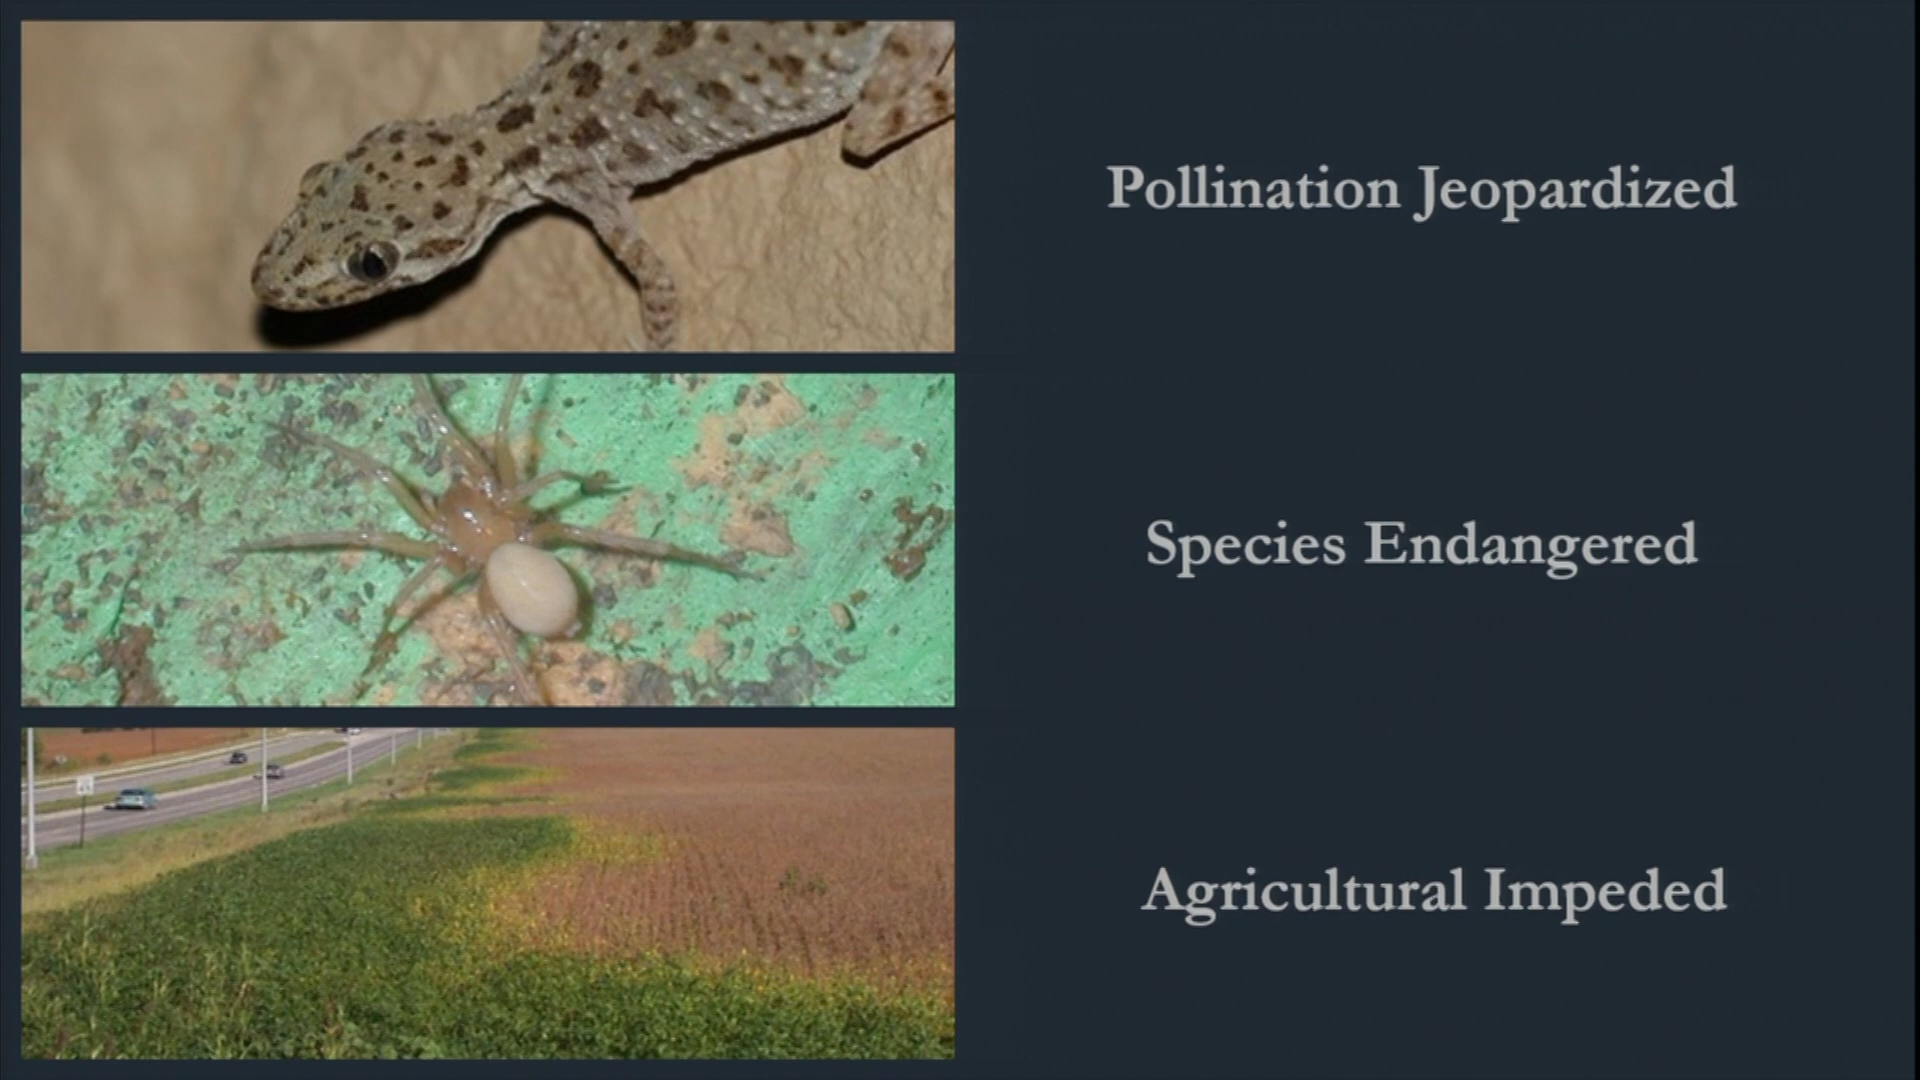 Pollination Jeopardized
Species Endangered
Agricultural Impeded